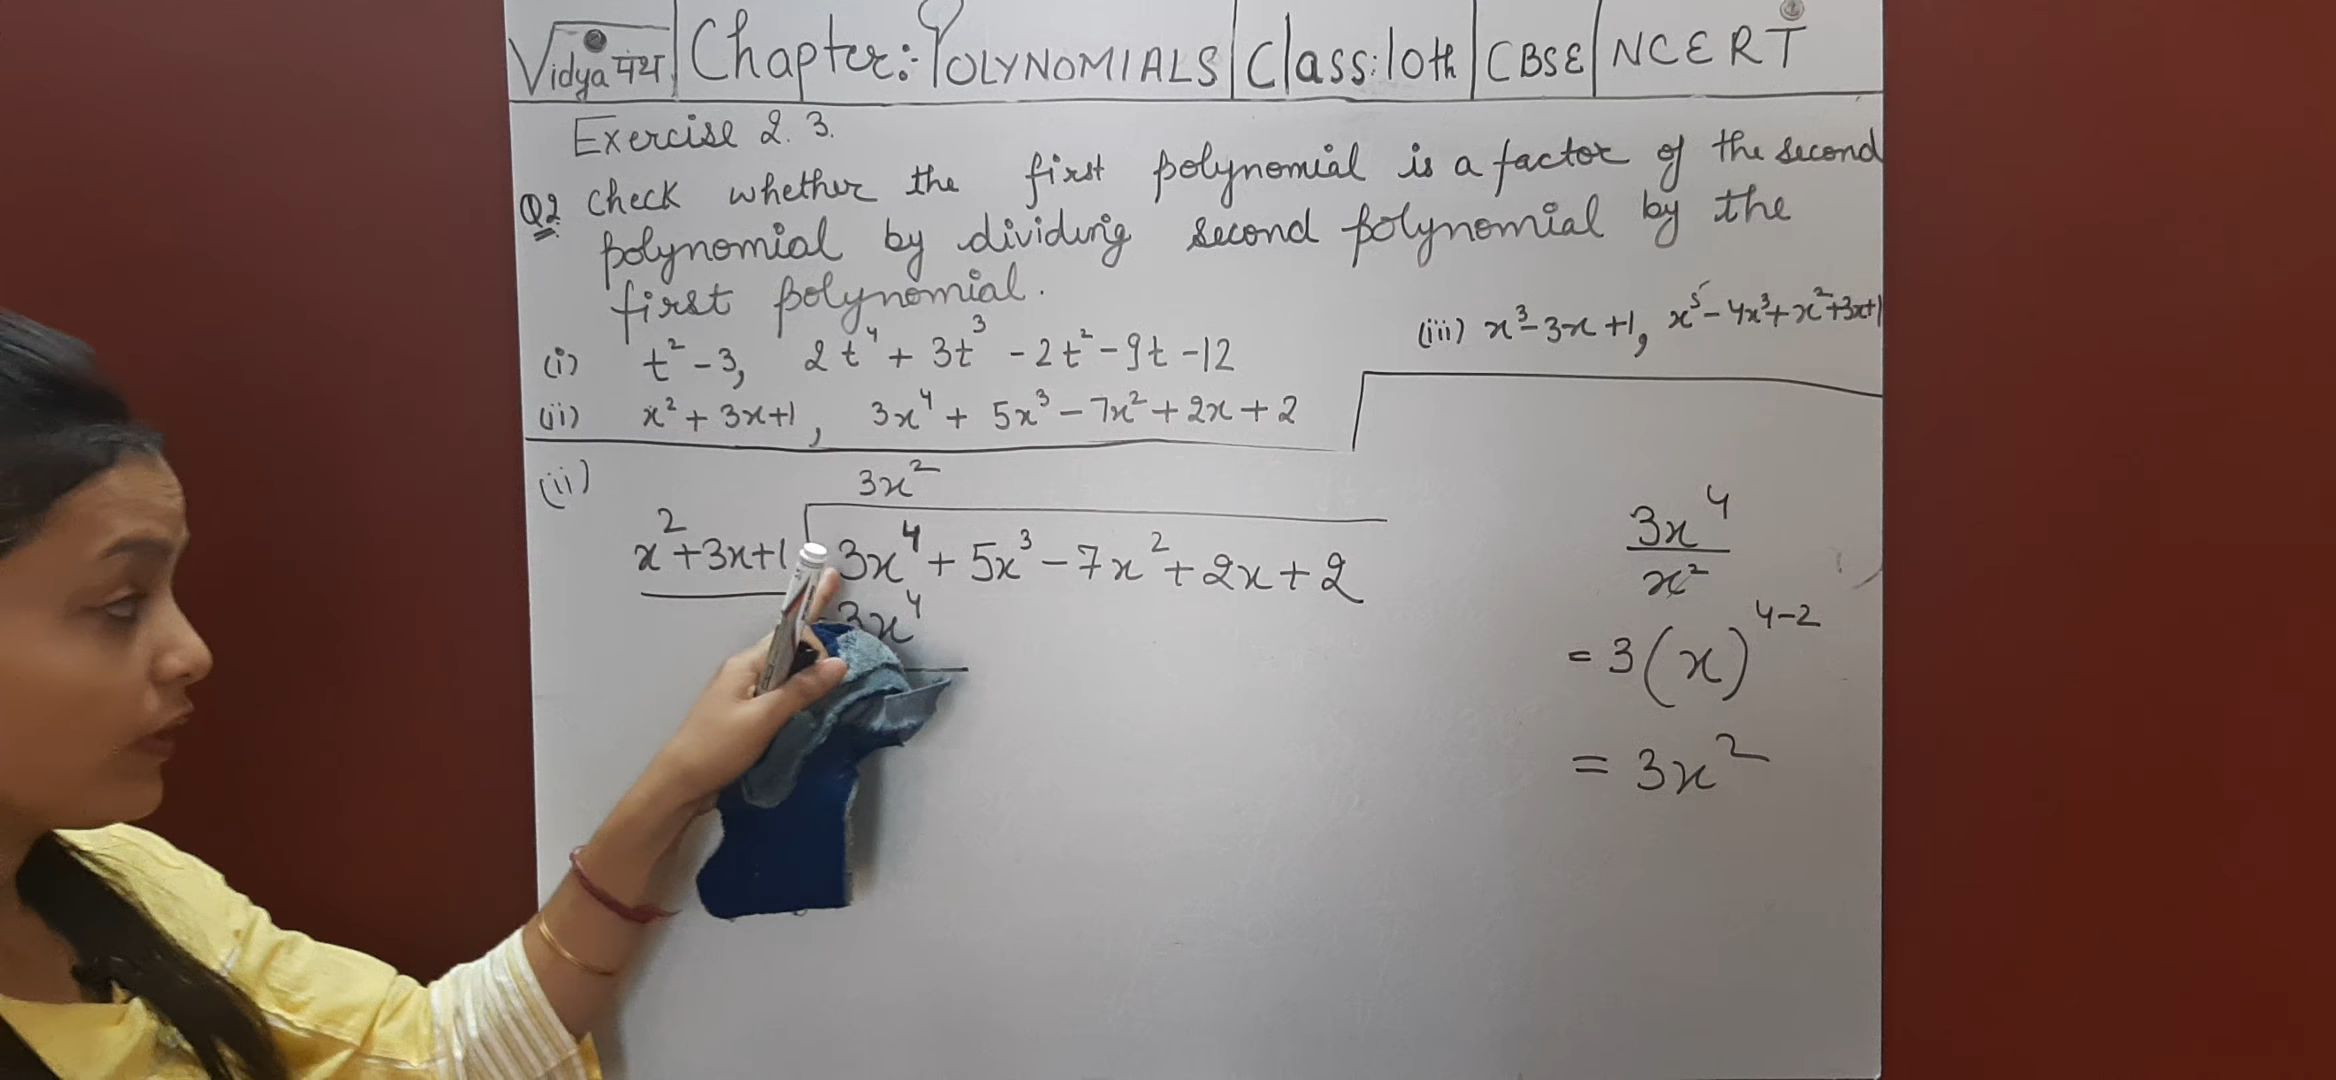 Vidya पथ | Chapter:- POLYNOMIALS | Class:10th | CBSE | NCERT
Exercise 2.3.
Q2 Check whether the first polynomial is a factor of the second
polynomial by dividing second polynomial by the
first polynomial.
(i) t² - 3, 2t⁴ + 3t³ - 2t² - 9t - 12
(iii) x³ - 3x + 1, x⁵ - 4x³ + x² + 3x + 1
(ii) x² + 3x + 1, 3x⁴ + 5x³ - 7x² + 2x + 2
(ii) 3x²
x² + 3x + 1 3x⁴ + 5x³ - 7x² + 2x + 2
3x⁴
3x⁴
x²
= 3(x)⁴⁻²
= 3x²